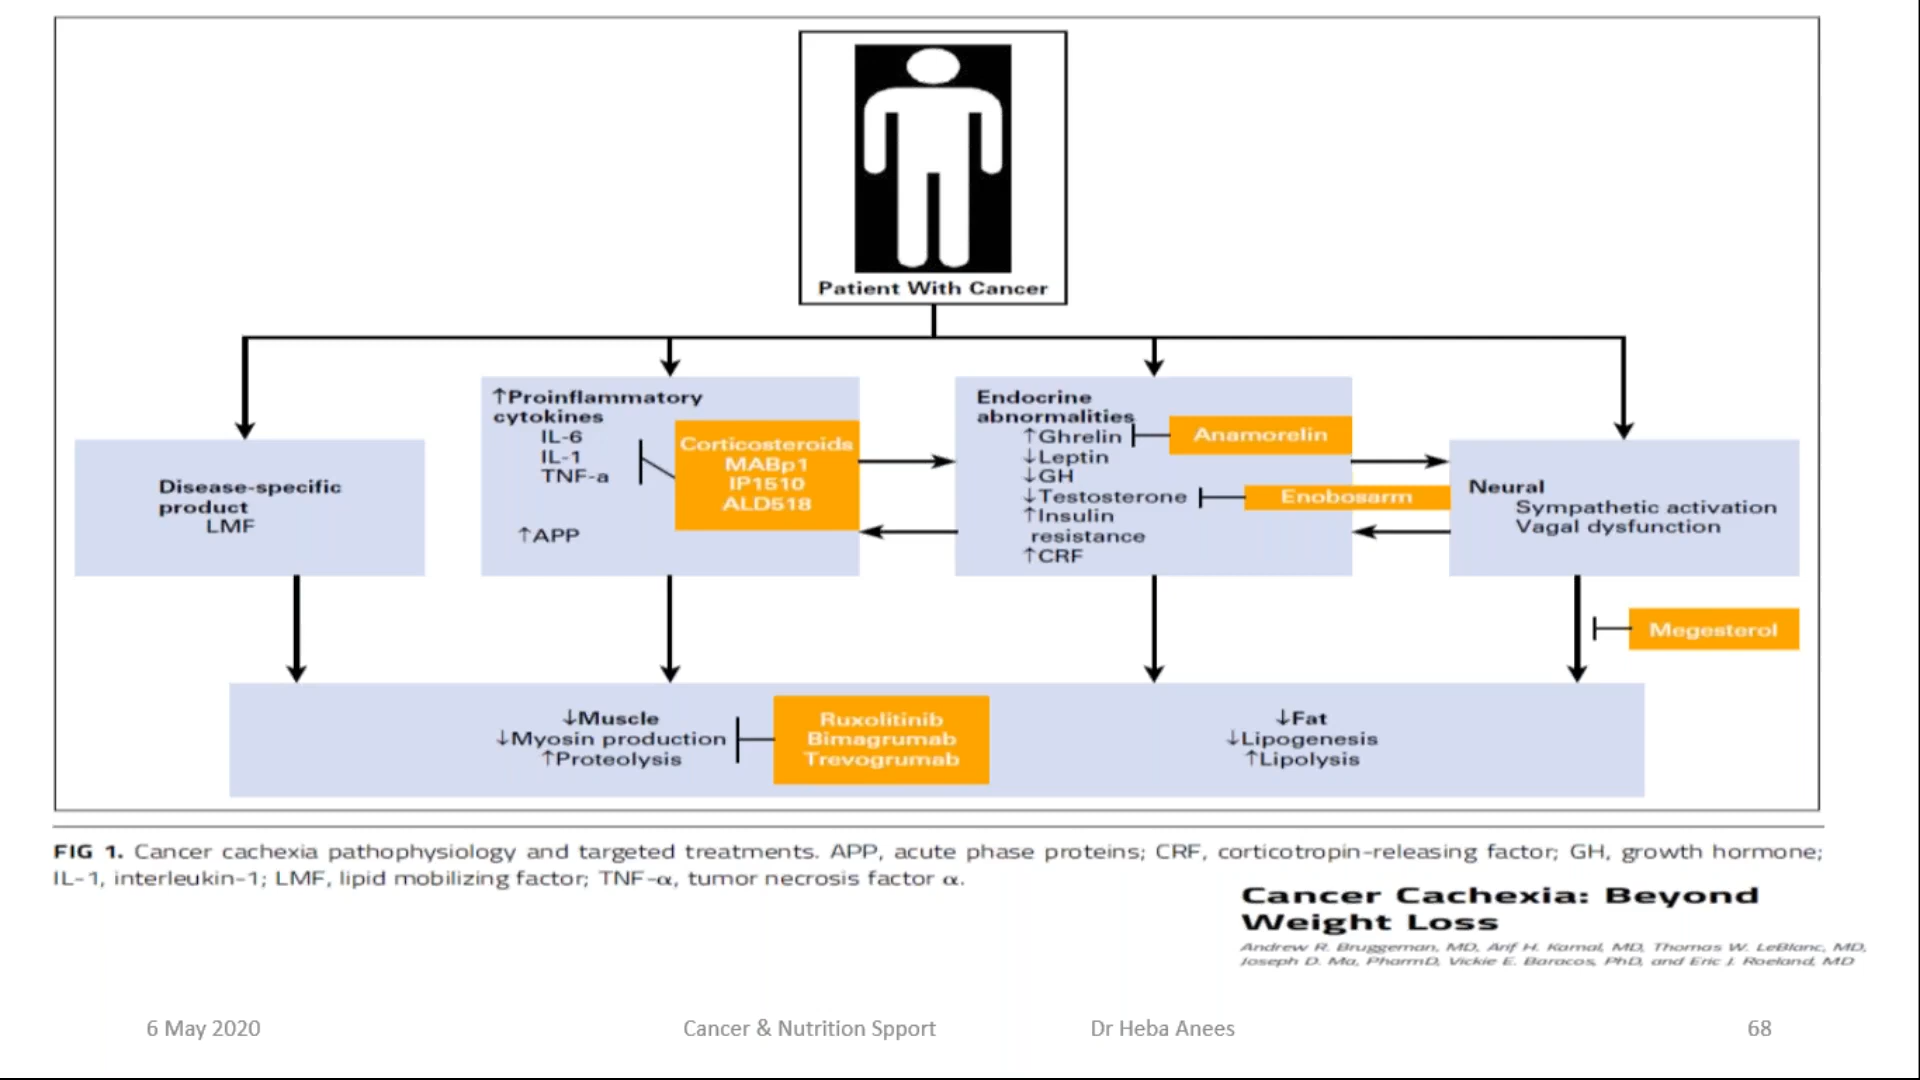 Patient With Cancer
Disease-specific
product
LMF
↑Proinflammatory
cytokines
IL-6
IL-1
TNF-a
↑APP
Corticosteroids
MABp1
IP1510
ALD518
Endocrine
abnormalities
↑Ghrelin
↓Leptin
↓GH
↓Testosterone
↑Insulin
resistance
↑CRF
Anamorelin
Enobosarm
Neural
Sympathetic activation
Vagal dysfunction
Megesterol
↓Muscle
↓Myosin production
↑Proteolysis
Ruxolitinib
Bimagrumab
Trevogrumab
↓Fat
↓Lipogenesis
↑Lipolysis
FIG 1. Cancer cachexia pathophysiology and targeted treatments. APP, acute phase proteins; CRF, corticotropin-releasing factor; GH, growth hormone;
IL-1, interleukin-1; LMF, lipid mobilizing factor; TNF-α, tumor necrosis factor α.
Cancer Cachexia: Beyond
Weight Loss
Andrew R. Bruggeman, MD, Arif H. Kamal, MD, Thomas W. LeBlanc, MD,
Joseph D. Ma, PharmD, Vickie E. Baracos, PhD, and Eric J. Roeland, MD
6 May 2020
Cancer & Nutrition Spport
Dr Heba Anees
68